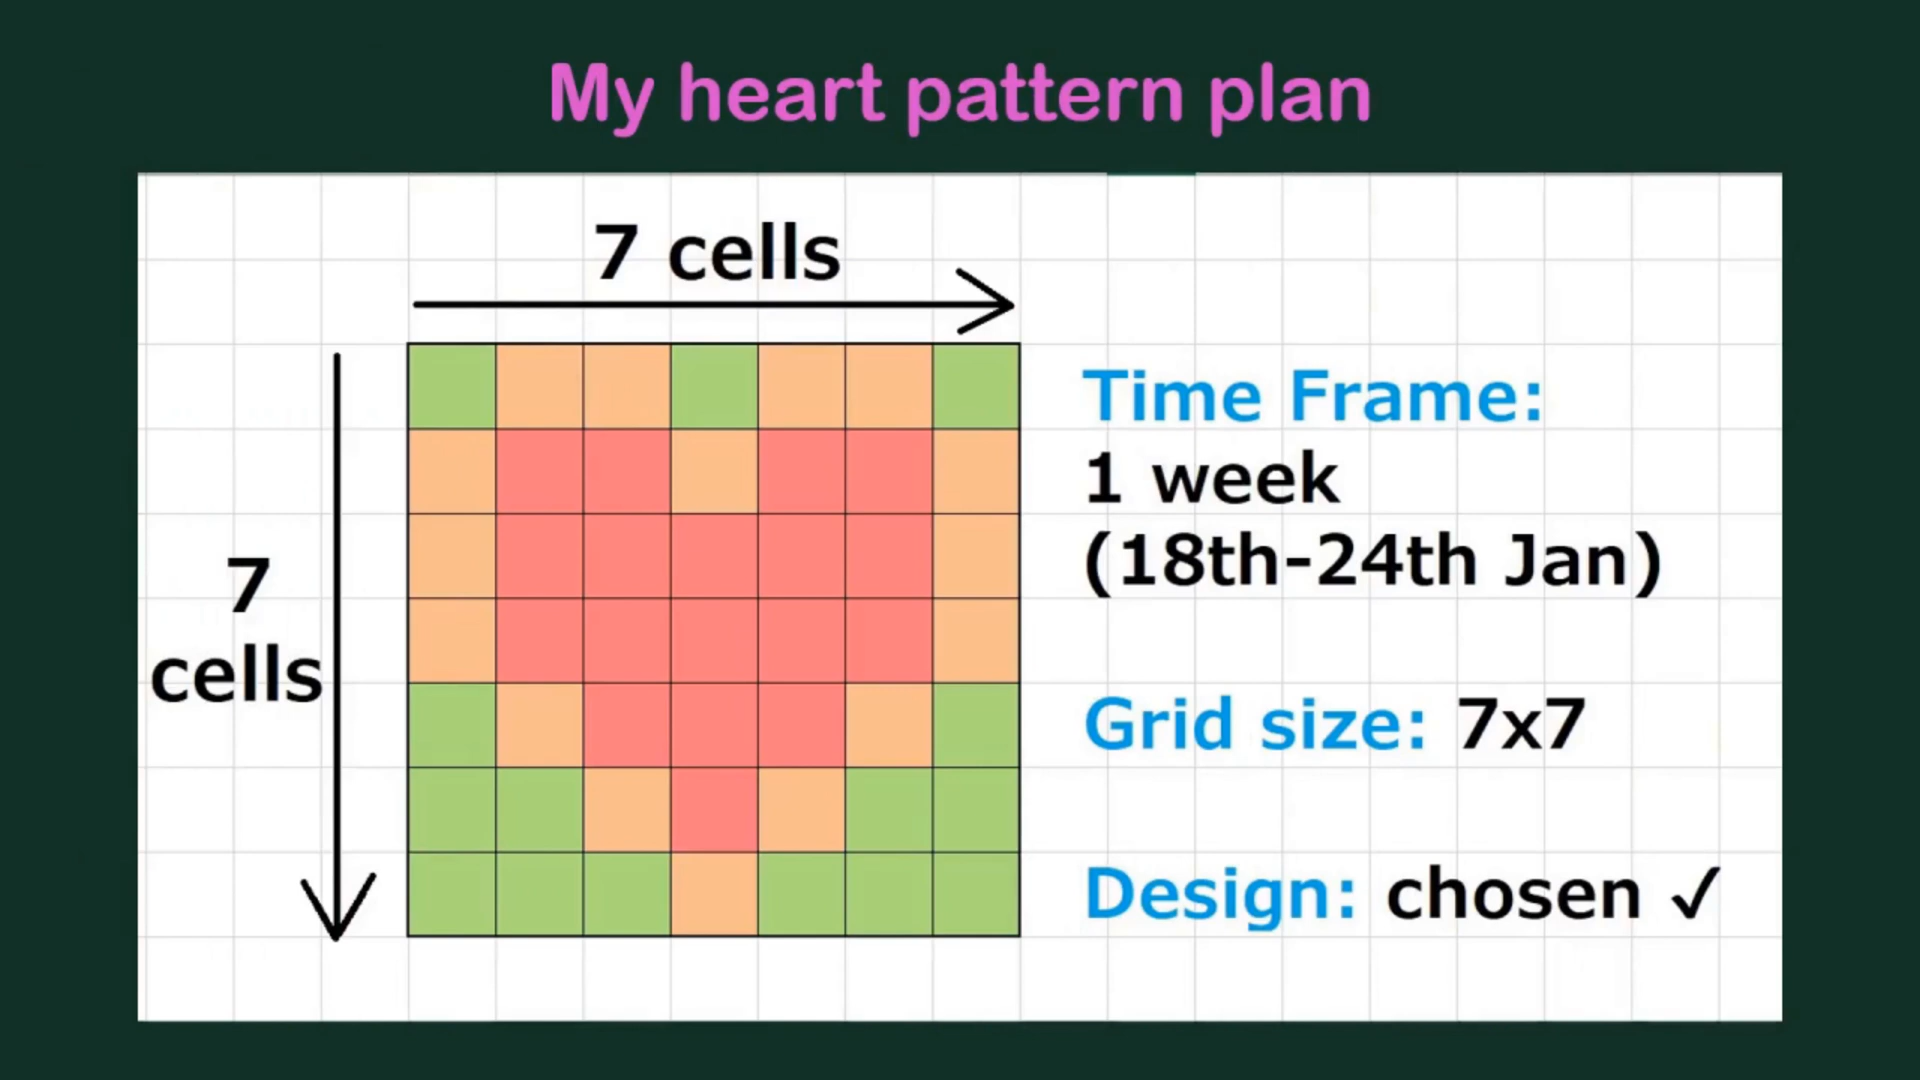 My heart pattern plan
7 cells
7
cells
Time Frame:
1 week
(18th-24th Jan)
Grid size: 7x7
Design: chosen ✓